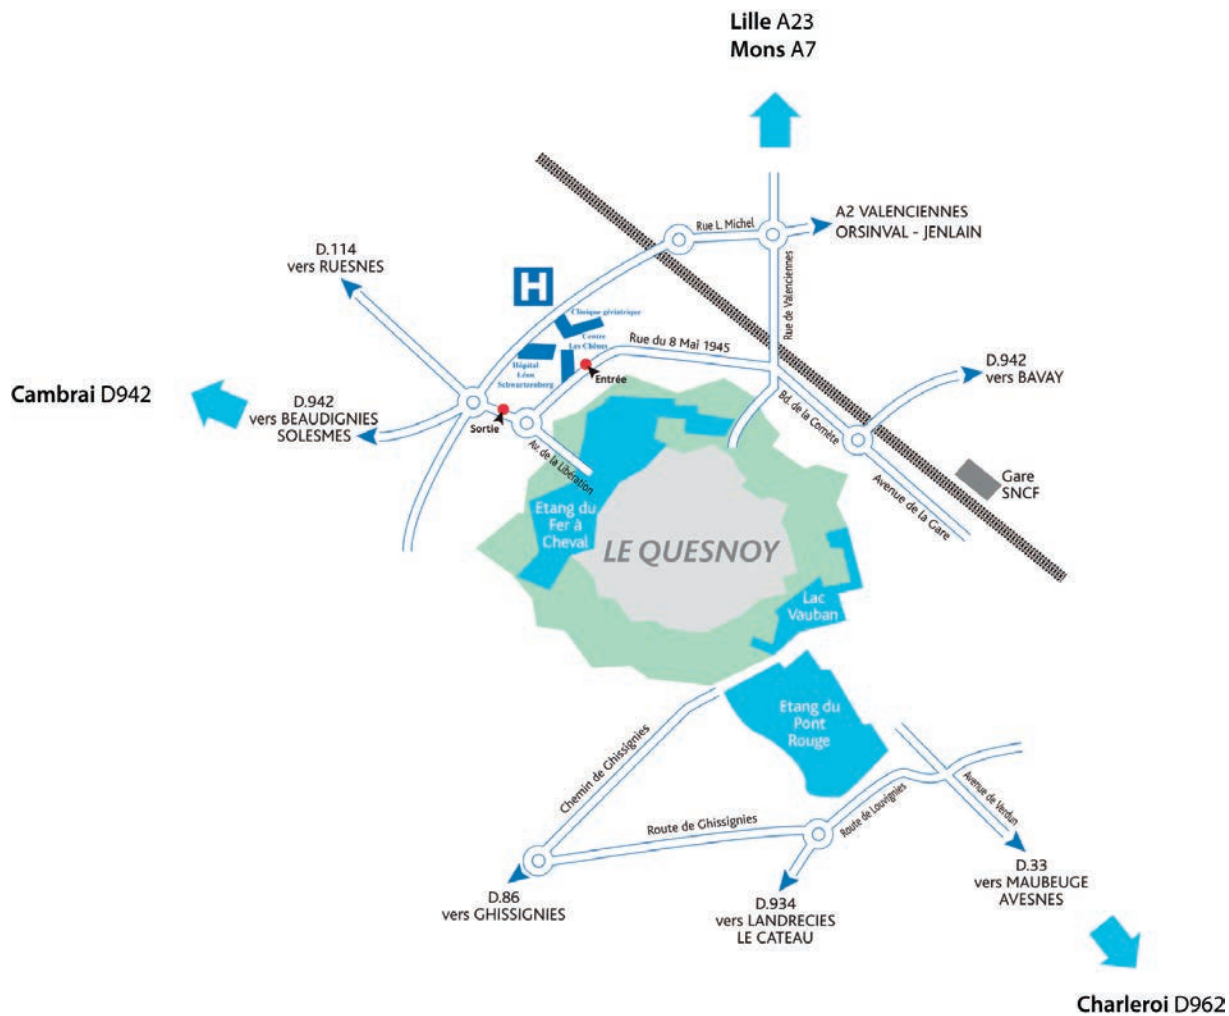 Lille A23
Mons A7
A2 VALENCIENNES
ORSINVAL - JENLAIN
Rue L. Michel
D.114
vers RUESNES
H
Rue de Valenciennes
Clinique gériatrique
Centre
Les Chênes
Rue du 8 Mai 1945
Hôpital
Léon
Schwartzenberg
Entrée
D.942
vers BAVAY
Cambrai D942
D.942
vers BEAUDIGNIES
SOLESMES
Sortie
Bd. de la Comète
Av. de la Libération
Avenue de la Gare
Gare
SNCF
Etang du
Fer à
Cheval
LE QUESNOY
Lac
Vauban
Etang du
Pont
Rouge
Chemin de Ghissignies
Route de Ghissignies
Route de Louvignies
Avenue de Verdun
D.86
vers GHISSIGNIES
D.934
vers LANDRECIES
LE CATEAU
D.33
vers MAUBEUGE
AVESNES
Charleroi D962